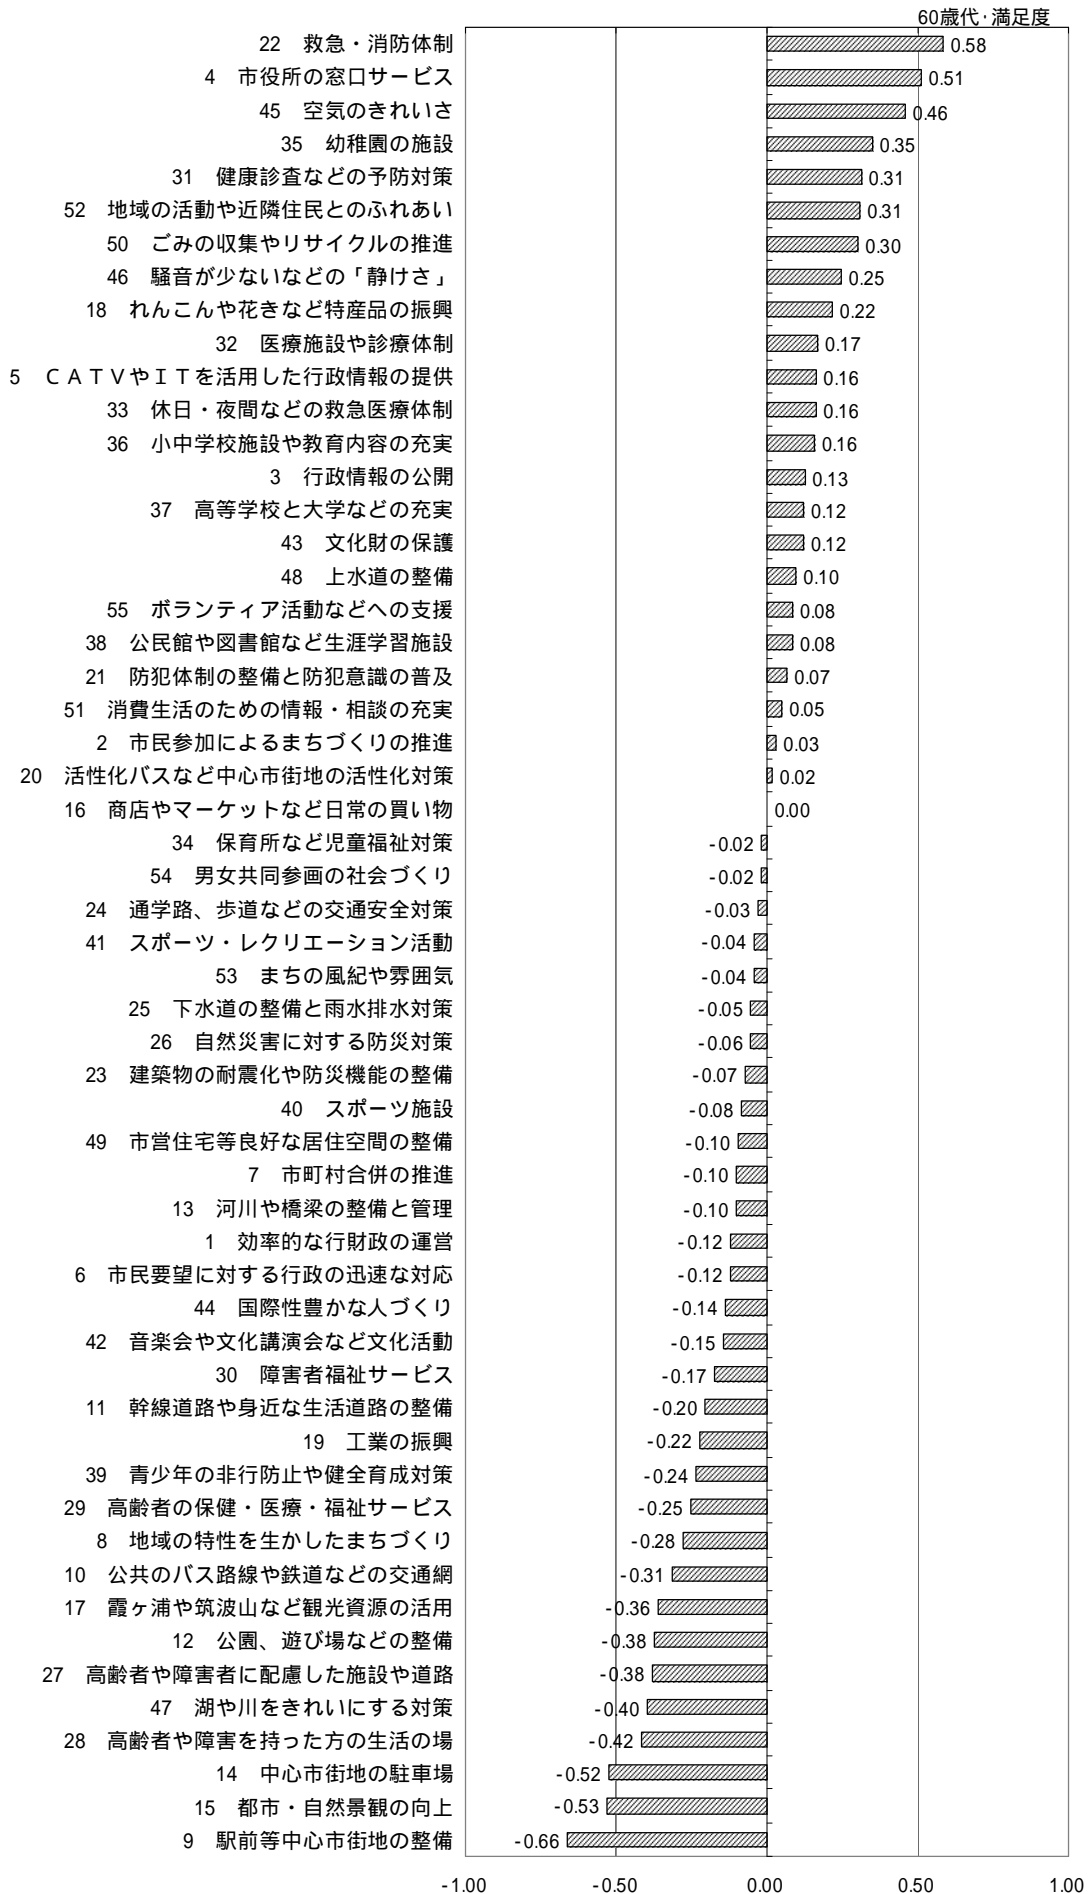 60歳代・満足度
22 救急・消防体制 0.58
4 市役所の窓口サービス 0.51
45 空気のきれいさ 0.46
35 幼稚園の施設 0.35
31 健康診査などの予防対策 0.31
52 地域の活動や近隣住民とのふれあい 0.31
50 ごみの収集やリサイクルの推進 0.30
46 騒音が少ないなどの「静けさ」 0.25
18 れんこんや花きなど特産品の振興 0.22
32 医療施設や診療体制 0.17
5 ＣＡＴＶやＩＴを活用した行政情報の提供 0.16
33 休日・夜間などの救急医療体制 0.16
36 小中学校施設や教育内容の充実 0.16
3 行政情報の公開 0.13
37 高等学校と大学などの充実 0.12
43 文化財の保護 0.12
48 上水道の整備 0.10
55 ボランティア活動などへの支援 0.08
38 公民館や図書館など生涯学習施設 0.08
21 防犯体制の整備と防犯意識の普及 0.07
51 消費生活のための情報・相談の充実 0.05
2 市民参加によるまちづくりの推進 0.03
20 活性化バスなど中心市街地の活性化対策 0.02
16 商店やマーケットなど日常の買い物 0.00
34 保育所など児童福祉対策 -0.02
54 男女共同参画の社会づくり -0.02
24 通学路、歩道などの交通安全対策 -0.03
41 スポーツ・レクリエーション活動 -0.04
53 まちの風紀や雰囲気 -0.04
25 下水道の整備と雨水排水対策 -0.05
26 自然災害に対する防災対策 -0.06
23 建築物の耐震化や防災機能の整備 -0.07
40 スポーツ施設 -0.08
49 市営住宅等良好な居住空間の整備 -0.10
7 市町村合併の推進 -0.10
13 河川や橋梁の整備と管理 -0.10
1 効率的な行財政の運営 -0.12
6 市民要望に対する行政の迅速な対応 -0.12
44 国際性豊かな人づくり -0.14
42 音楽会や文化講演会など文化活動 -0.15
30 障害者福祉サービス -0.17
11 幹線道路や身近な生活道路の整備 -0.20
19 工業の振興 -0.22
39 青少年の非行防止や健全育成対策 -0.24
29 高齢者の保健・医療・福祉サービス -0.25
8 地域の特性を生かしたまちづくり -0.28
10 公共のバス路線や鉄道などの交通網 -0.31
17 霞ヶ浦や筑波山など観光資源の活用 -0.36
12 公園、遊び場などの整備 -0.38
27 高齢者や障害者に配慮した施設や道路 -0.38
47 湖や川をきれいにする対策 -0.40
28 高齢者や障害を持った方の生活の場 -0.42
14 中心市街地の駐車場 -0.52
15 都市・自然景観の向上 -0.53
9 駅前等中心市街地の整備 -0.66
-1.00 -0.50 0.00 0.50 1.00